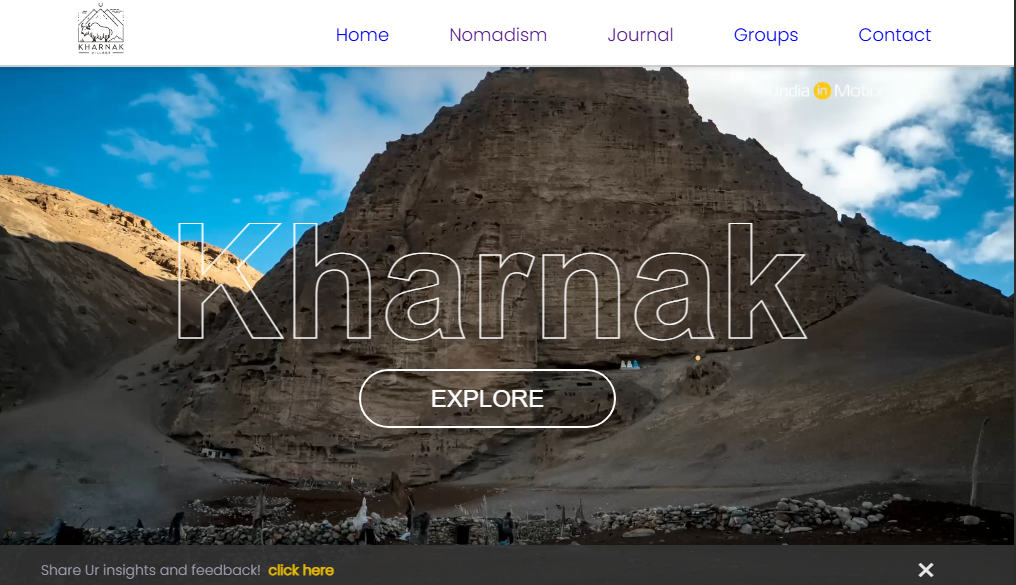 KHARNAK
VILLAGE
Home Nomadism Journal Groups Contact
India in Motion
Kharnak
EXPLORE
Share Ur insights and feedback! click here